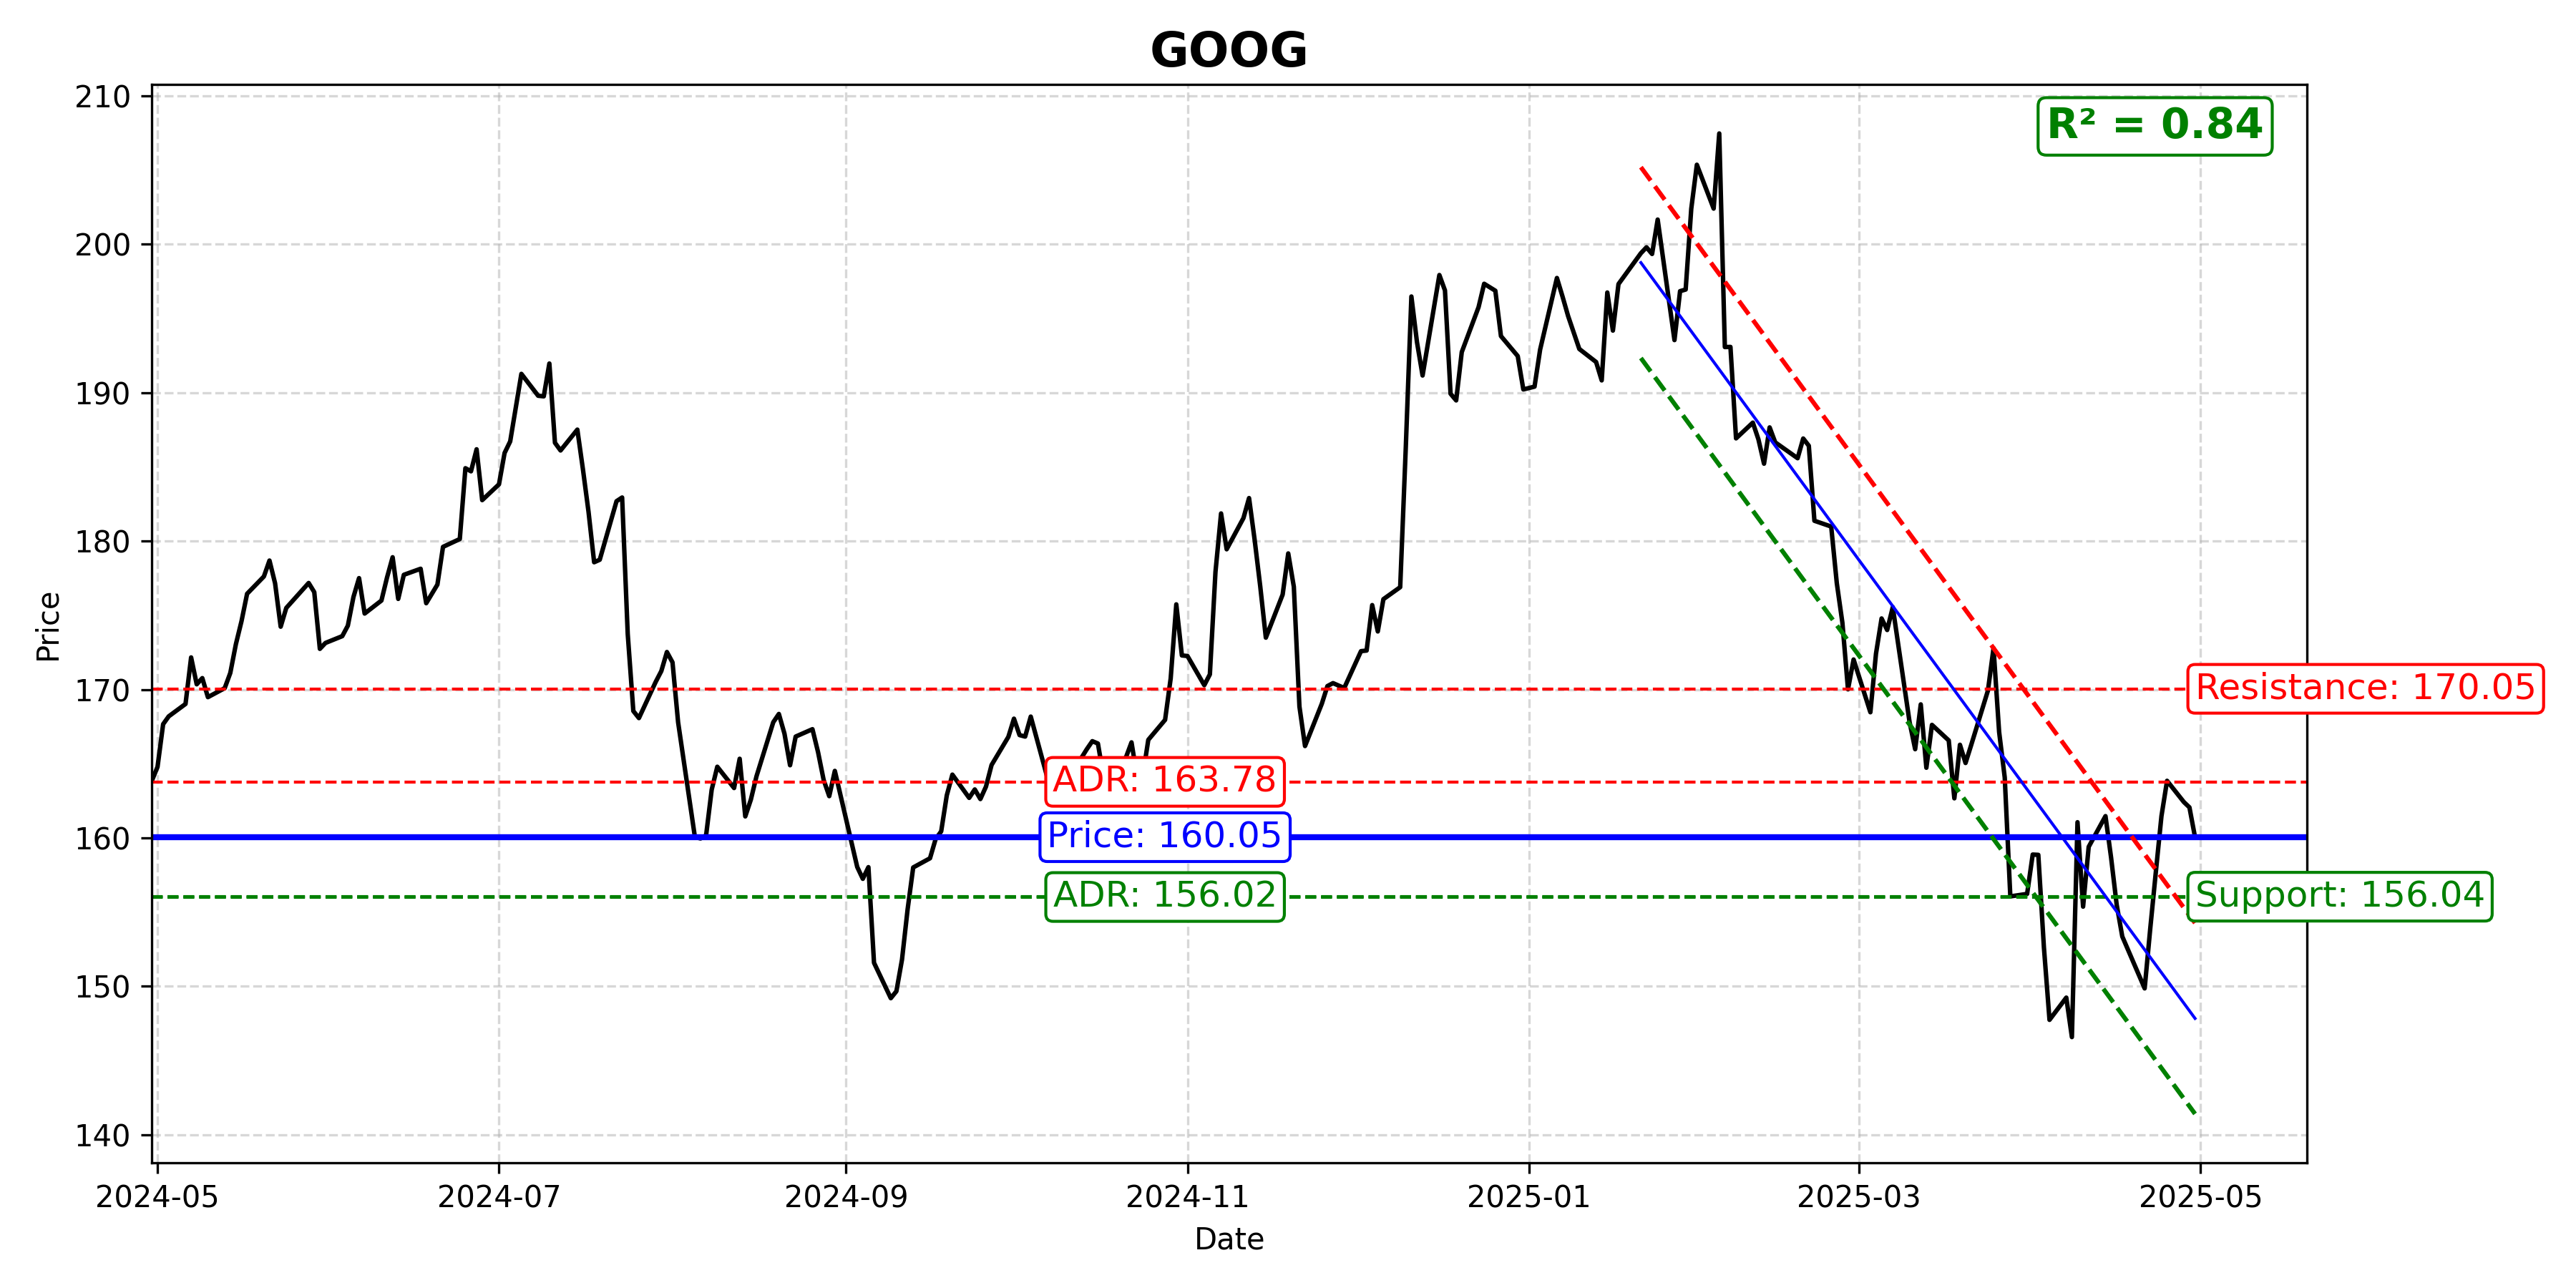 GOOG
210
200
190
180
170
160
150
140
Price
R² = 0.84
Resistance: 170.05
ADR: 163.78
Price: 160.05
ADR: 156.02
Support: 156.04
2024-05
2024-07
2024-09
2024-11
2025-01
2025-03
2025-05
Date